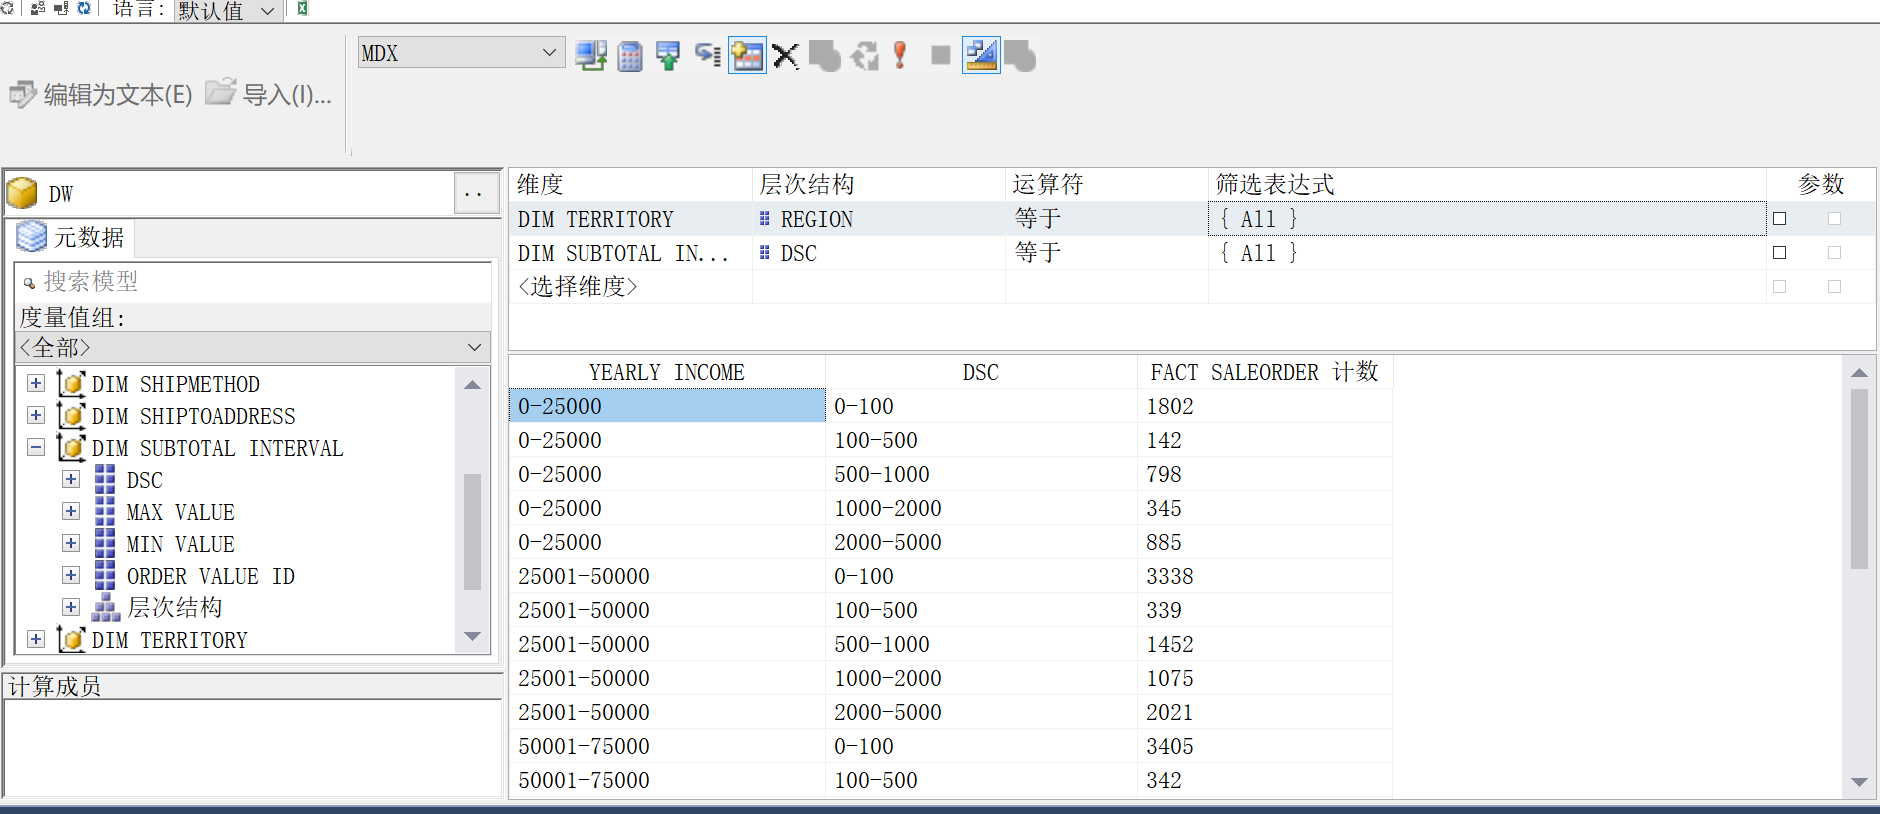 语言: 默认值
MDX
编辑为文本(E) 导入(I)...
DW ..
元数据
搜索模型
度量值组:
<全部>
DIM SHIPMETHOD
DIM SHIPTOADDRESS
DIM SUBTOTAL INTERVAL
DSC
MAX VALUE
MIN VALUE
ORDER VALUE ID
层次结构
DIM TERRITORY
计算成员
维度 层次结构 运算符 筛选表达式 参数
DIM TERRITORY REGION 等于 { All }
DIM SUBTOTAL IN... DSC 等于 { All }
<选择维度>
YEARLY INCOME DSC FACT SALEORDER 计数
0-25000 0-100 1802
0-25000 100-500 142
0-25000 500-1000 798
0-25000 1000-2000 345
0-25000 2000-5000 885
25001-50000 0-100 3338
25001-50000 100-500 339
25001-50000 500-1000 1452
25001-50000 1000-2000 1075
25001-50000 2000-5000 2021
50001-75000 0-100 3405
50001-75000 100-500 342